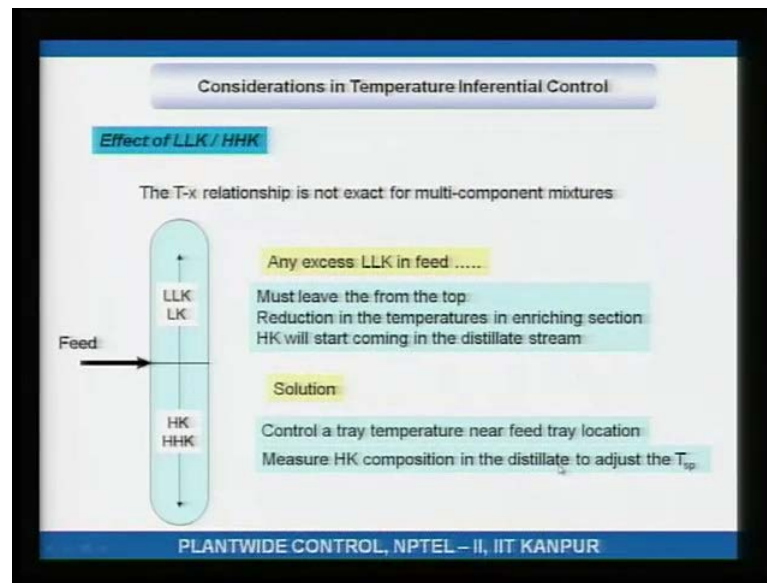 Considerations in Temperature Inferential Control
Effect of LLK / HHK
The T-x relationship is not exact for multi-component mixtures
Any excess LLK in feed .....
LLK
LK
Must leave the from the top
Reduction in the temperatures in enriching section
HK will start coming in the distillate stream
Feed
Solution
HK
HHK
Control a tray temperature near feed tray location
Measure HK composition in the distillate to adjust the Tsp
PLANTWIDE CONTROL, NPTEL – II, IIT KANPUR